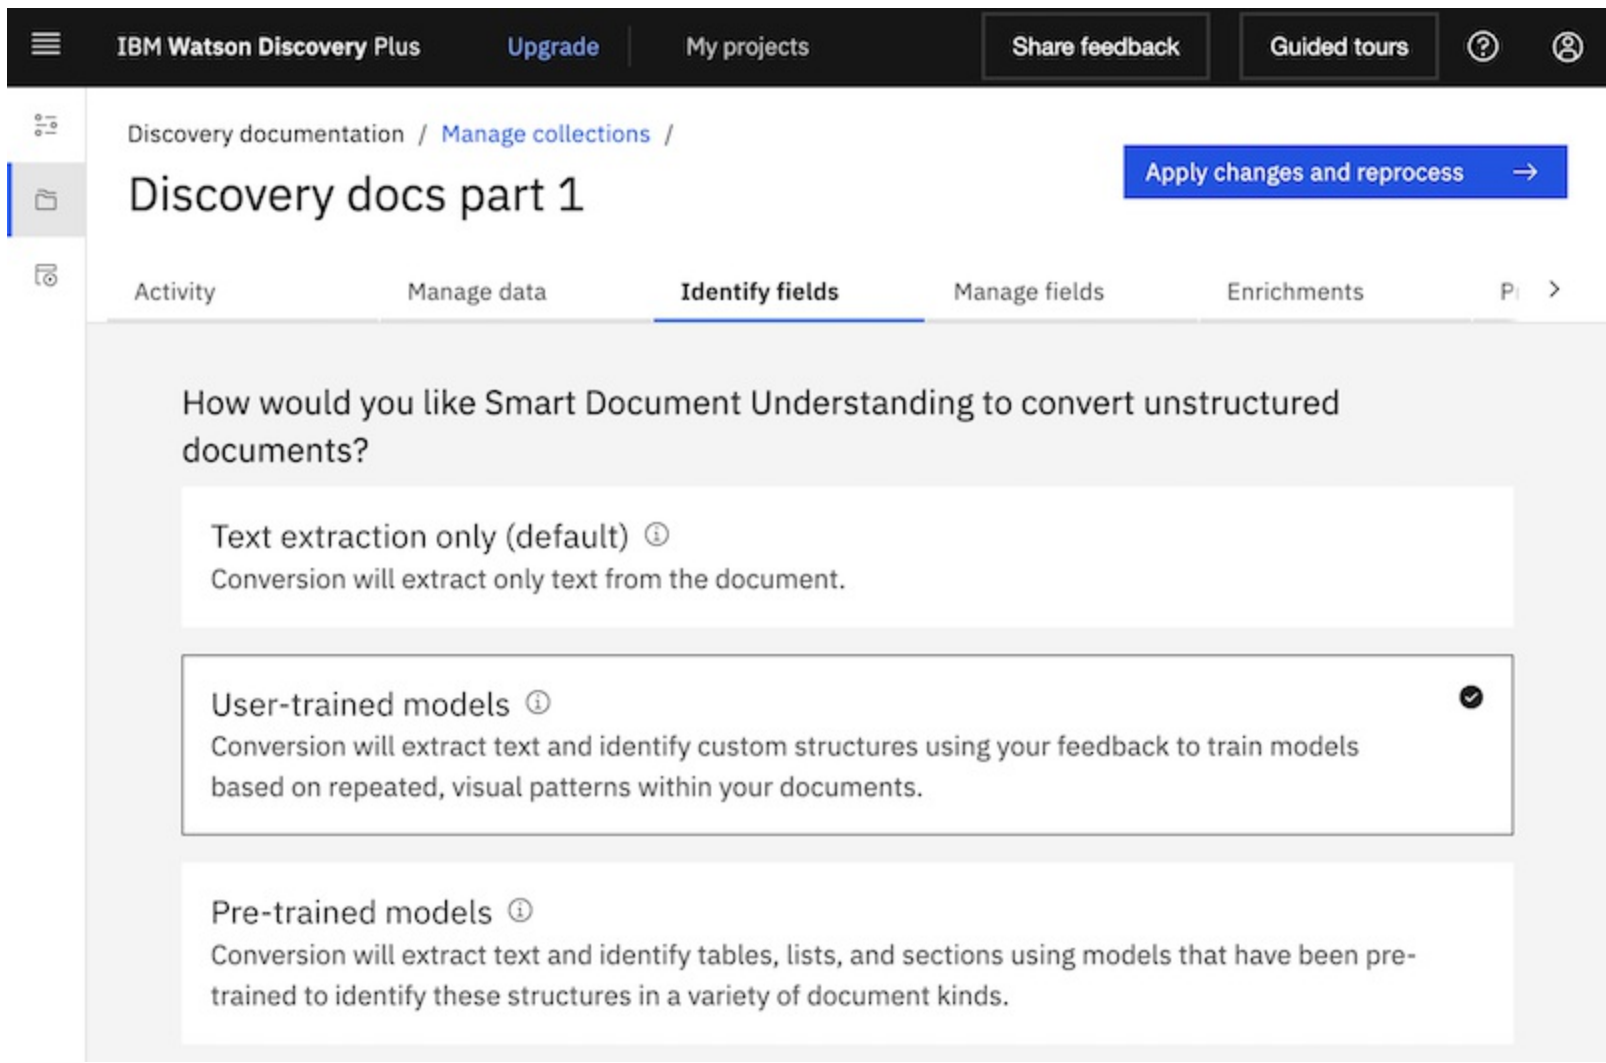 IBM Watson Discovery Plus Upgrade My projects Share feedback Guided tours
Discovery documentation / Manage collections /
Discovery docs part 1
Apply changes and reprocess
Activity Manage data Identify fields Manage fields Enrichments
How would you like Smart Document Understanding to convert unstructured
documents?
Text extraction only (default)
Conversion will extract only text from the document.
User-trained models
Conversion will extract text and identify custom structures using your feedback to train models
based on repeated, visual patterns within your documents.
Pre-trained models
Conversion will extract text and identify tables, lists, and sections using models that have been pre-
trained to identify these structures in a variety of document kinds.